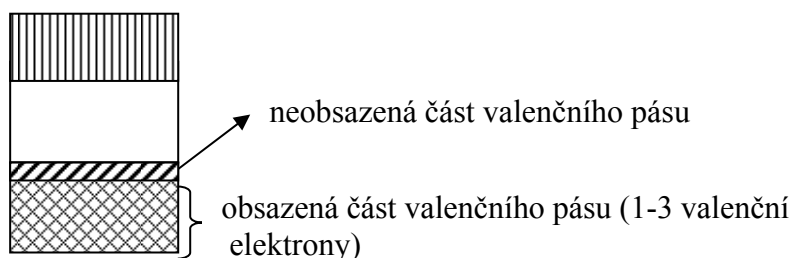 neobsazená část valenčního pásu
obsazená část valenčního pásu (1-3 valenční
elektrony)